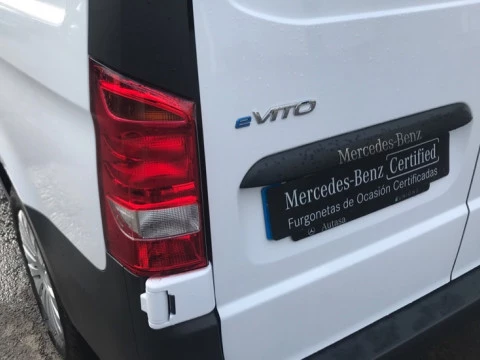 eVITO
Mercedes-Benz
Mercedes-Benz Certified
Furgonetas de Ocasión Certificadas
Autasa